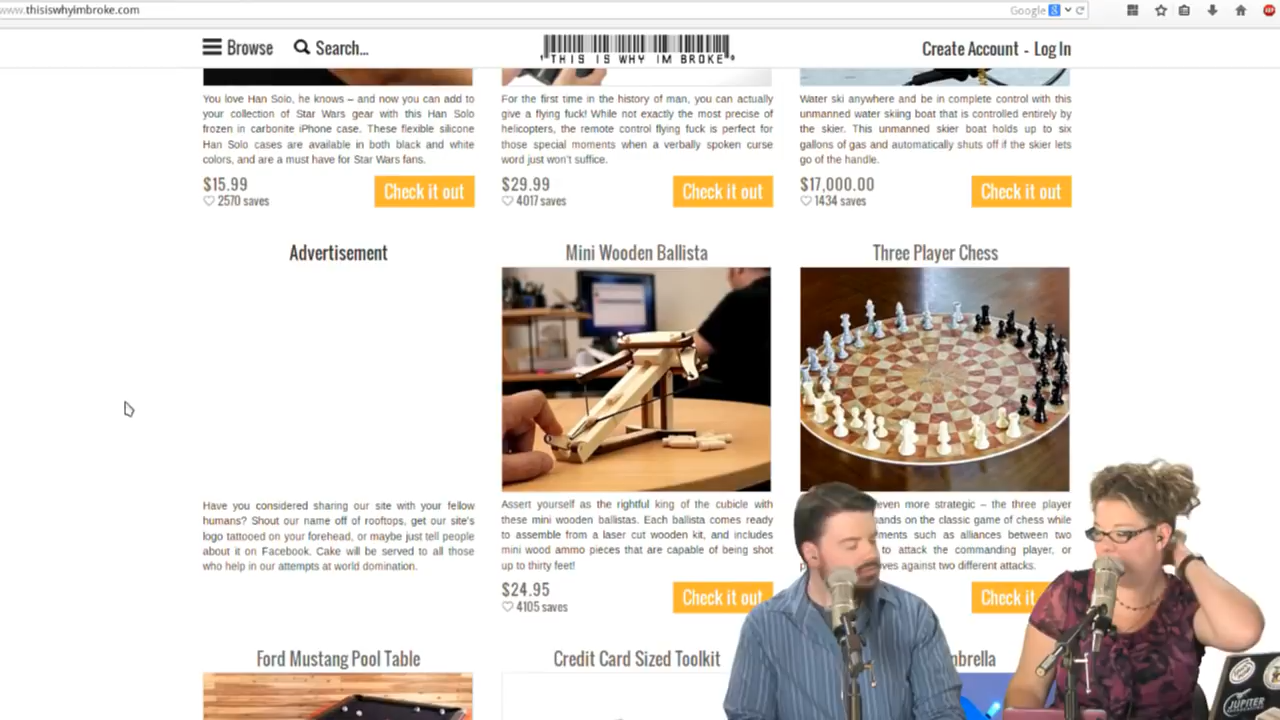 www.thisiswhyimbroke.com
Google
Browse
Search...
THIS IS WHY IM BROKE
Create Account - Log In
You love Han Solo, he knows – and now you can add to
your collection of Star Wars gear with this Han Solo
frozen in carbonite iPhone case. These flexible silicone
Han Solo cases are available in both black and white
colors, and are a must have for Star Wars fans.
$15.99
2570 saves
Check it out
For the first time in the history of man, you can actually
give a flying fuck! While not exactly the most precise of
helicopters, the remote control flying fuck is perfect for
those special moments when a verbally spoken curse
word just won't suffice.
$29.99
4017 saves
Check it out
Water ski anywhere and be in complete control with this
unmanned water skiing boat that is controlled entirely by
the skier. This unmanned skier boat holds up to six
gallons of gas and automatically shuts off if the skier lets
go of the handle.
$17,000.00
1434 saves
Check it out
Advertisement
Have you considered sharing our site with your fellow
humans? Shout our name off of rooftops, get our site's
logo tattooed on your forehead, or maybe just tell people
about it on Facebook. Cake will be served to all those
who help in our attempts at world domination.
Mini Wooden Ballista
Assert yourself as the rightful king of the cubicle with
these mini wooden ballistas. Each ballista comes ready
to assemble from a laser cut wooden kit, and includes
mini wood ammo pieces that are capable of being shot
up to thirty feet!
$24.95
4105 saves
Check it out
Three Player Chess
even more strategic – the three player
on the classic game of chess while
such as alliances between two
to attack the commanding player, or
against two different attacks.
Check it
Ford Mustang Pool Table
Credit Card Sized Toolkit
JUPITER